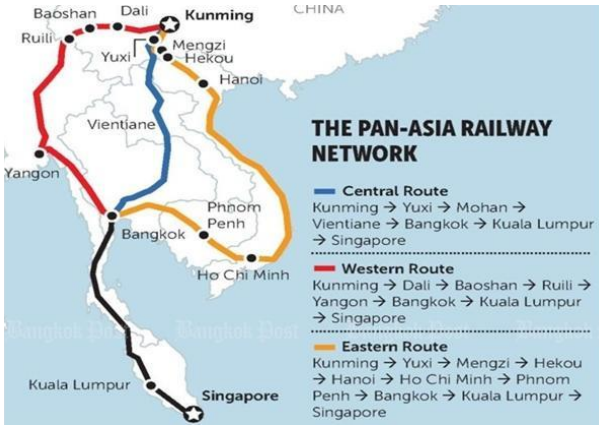 CHINA
Baoshan
Dali
Kunming
Ruili
Yuxi
Mengzi
Hekou
Hanoi
Vientiane
Yangon
Bangkok
Phnom
Penh
Ho Chi Minh
Kuala Lumpur
Singapore
THE PAN-ASIA RAILWAY
NETWORK
Central Route
Kunming → Yuxi → Mohan →
Vientiane → Bangkok → Kuala Lumpur
→ Singapore
Western Route
Kunming → Dali → Baoshan → Ruili →
Yangon → Bangkok → Kuala Lumpur
→ Singapore
Eastern Route
Kunming → Yuxi → Mengzi → Hekou
→ Hanoi → Ho Chi Minh → Phnom
Penh → Bangkok → Kuala Lumpur →
Singapore
Bangkok Post
Bangkok Post
Bangkok Post
Bangkok